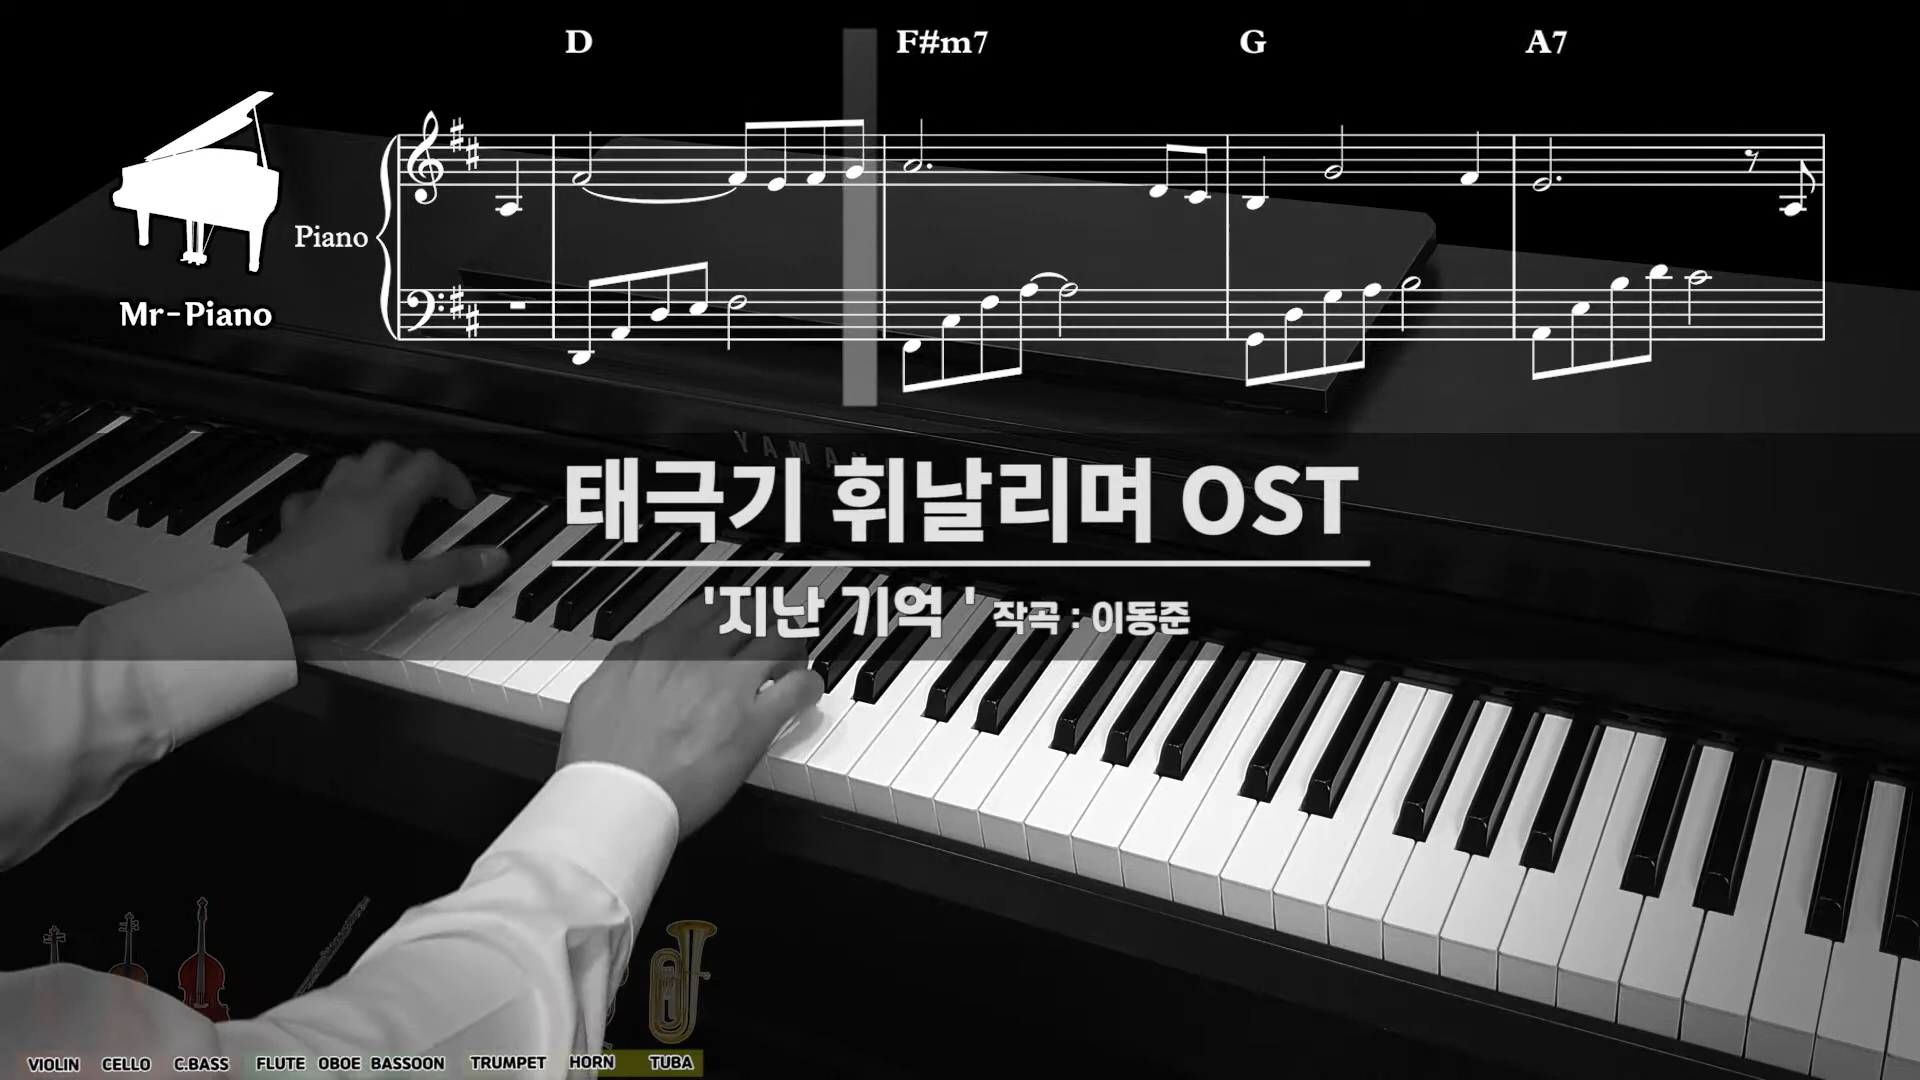 D F#m7 G A7
Piano
Mr-Piano
YAMAH
태극기 휘날리며 OST
'지난 기억 ' 작곡 : 이동준
VIOLIN CELLO C.BASS FLUTE OBOE BASSOON TRUMPET HORN TUBA